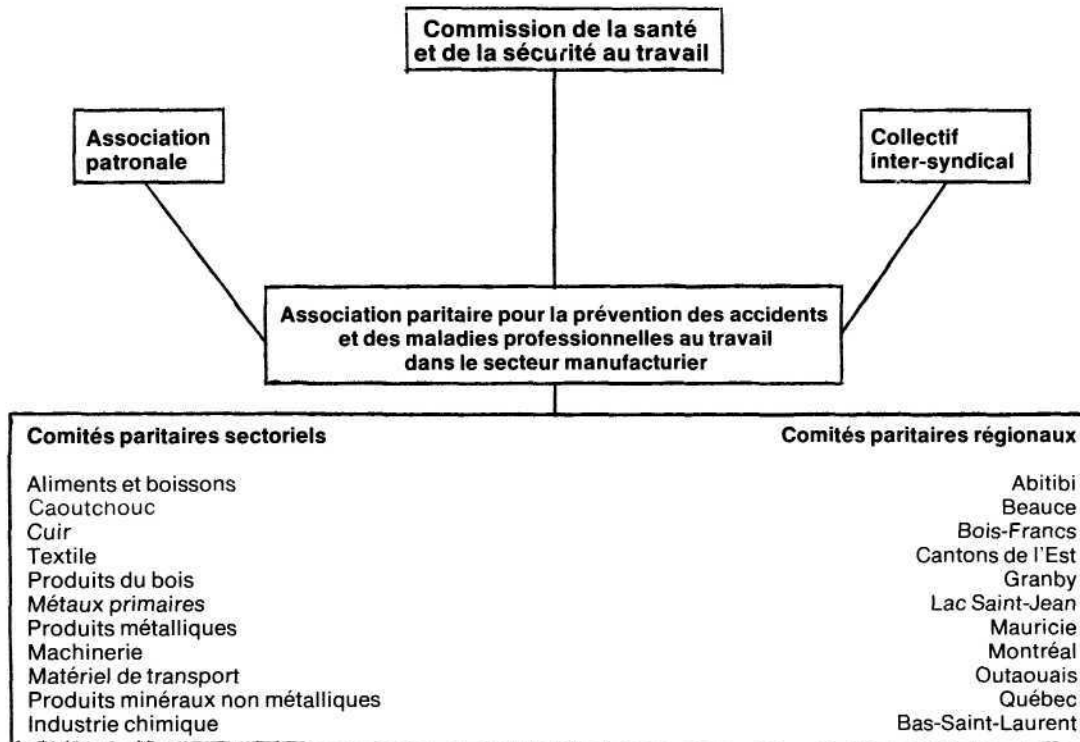 Commission de la santé
et de la sécurité au travail
Association
patronale
Collectif
inter-syndical
Association paritaire pour la prévention des accidents
et des maladies professionnelles au travail
dans le secteur manufacturier
Comités paritaires sectoriels
Aliments et boissons
Caoutchouc
Cuir
Textile
Produits du bois
Métaux primaires
Produits métalliques
Machinerie
Matériel de transport
Produits minéraux non métalliques
Industrie chimique
Comités paritaires régionaux
Abitibi
Beauce
Bois-Francs
Cantons de l'Est
Granby
Lac Saint-Jean
Mauricie
Montréal
Outaouais
Québec
Bas-Saint-Laurent